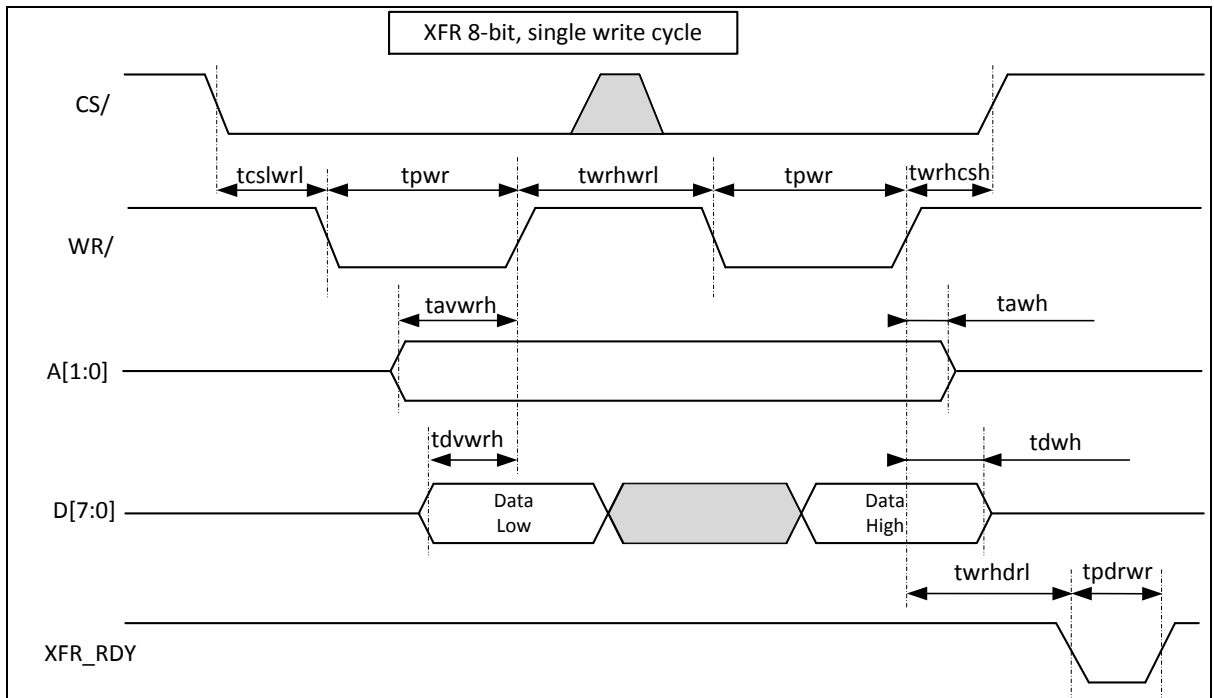 XFR 8-bit, single write cycle
CS/
tcslwrl
tpwr
twrhwrl
tpwr
twrhcsh
WR/
tavwrh
tawh
A[1:0]
tdvwrh
tdwh
D[7:0]
Data
Low
Data
High
twrhdrl
tpdrwr
XFR_RDY